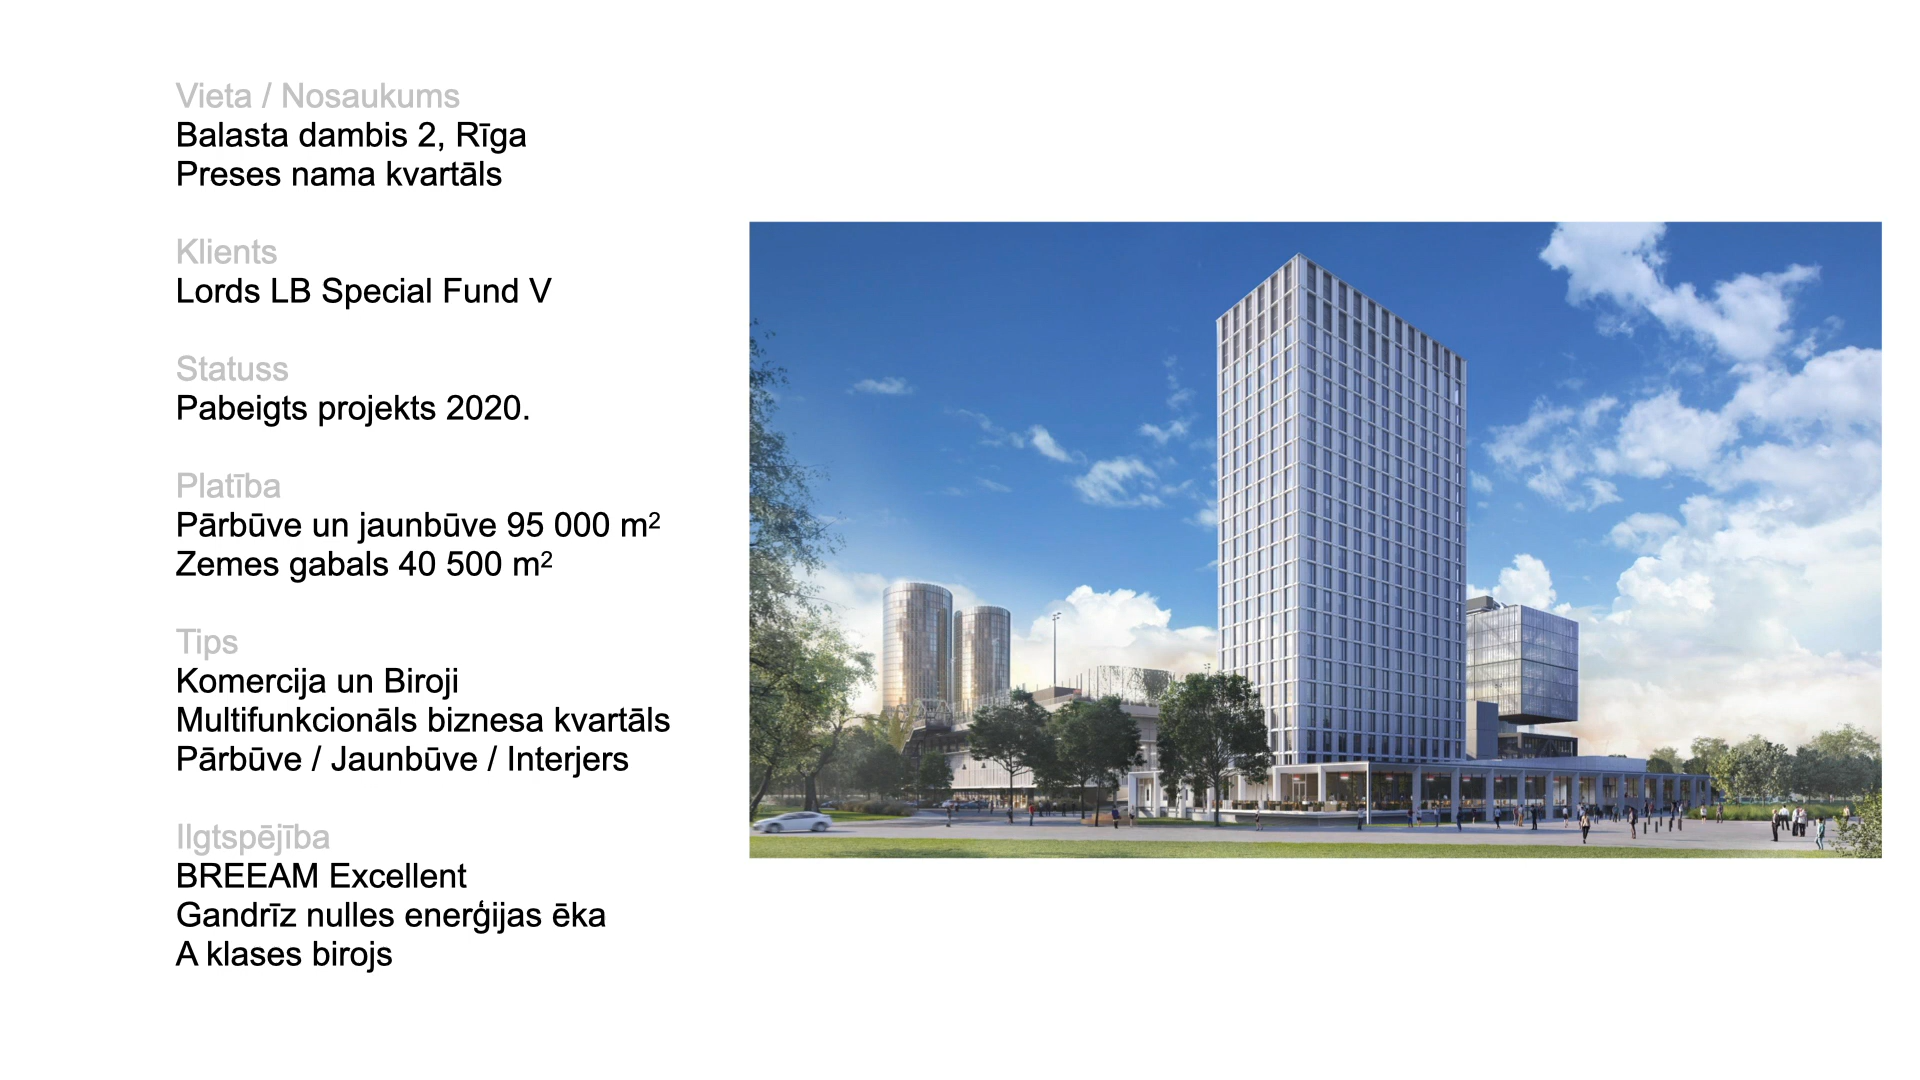 Vieta / Nosaukums
Balasta dambis 2, Rīga
Preses nama kvartāls
Klients
Lords LB Special Fund V
Statuss
Pabeigts projekts 2020.
Platība
Pārbūve un jaunbūve 95 000 m²
Zemes gabals 40 500 m²
Tips
Komercija un Biroji
Multifunkcionāls biznesa kvartāls
Pārbūve / Jaunbūve / Interjers
Ilgtspējība
BREEAM Excellent
Gandrīz nulles enerģijas ēka
A klases birojs